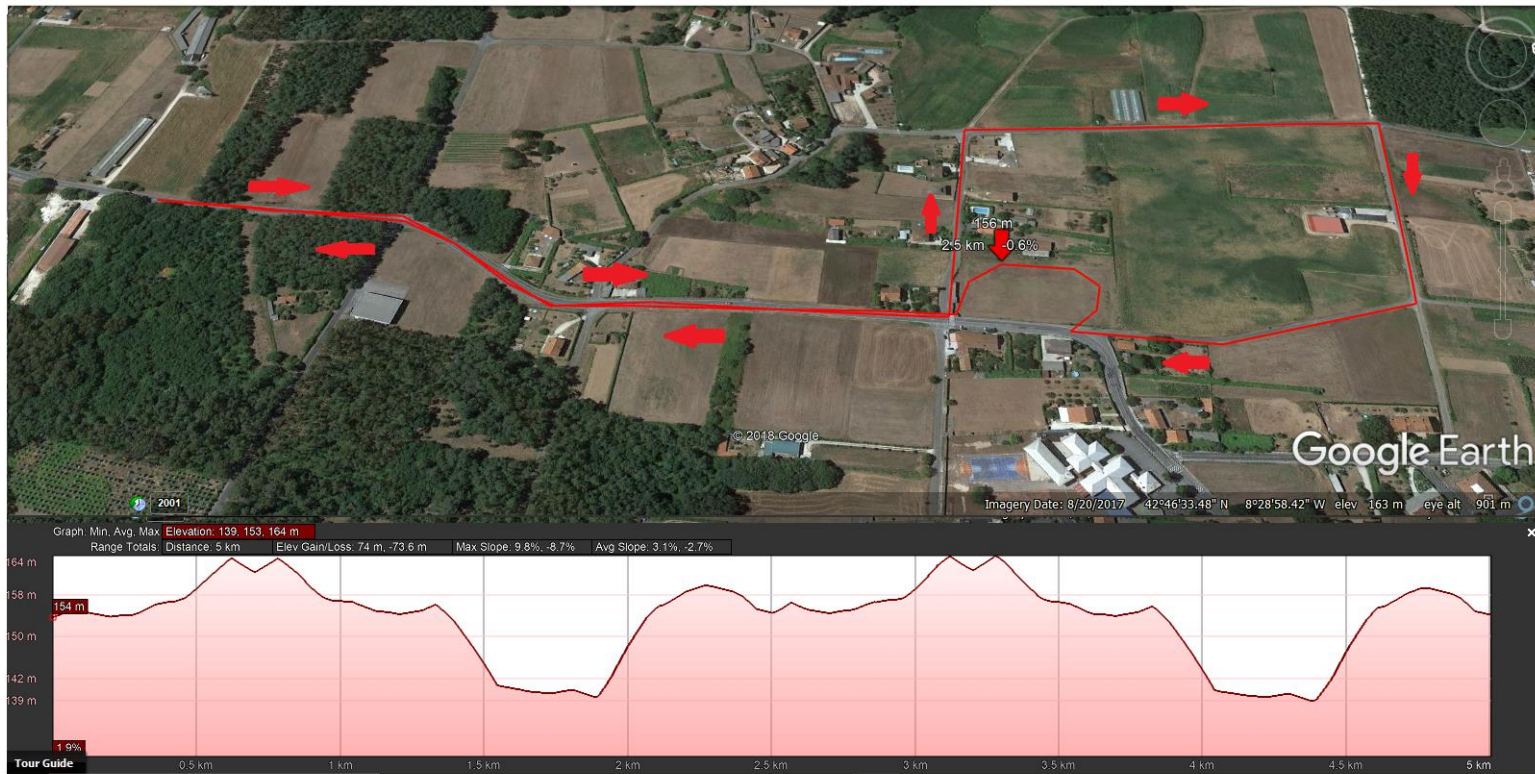 156 m
2.5 km -0.6%
© 2018 Google
Google Earth
2001
Imagery Date: 8/20/2017 42°46'33.48" N 8°28'58.42" W elev 163 m eye alt 901 m
Graph: Min, Avg, Max Elevation: 139, 153, 164 m
Range Totals: Distance: 5 km Elev Gain/Loss: 74 m, -73.6 m Max Slope: 9.8%, -8.7% Avg Slope: 3.1%, -2.7%
164 m
158 m
154 m
150 m
142 m
139 m
1.9%
Tour Guide
0.5 km 1 km 1.5 km 2 km 2.5 km 3 km 3.5 km 4 km 4.5 km 5 km